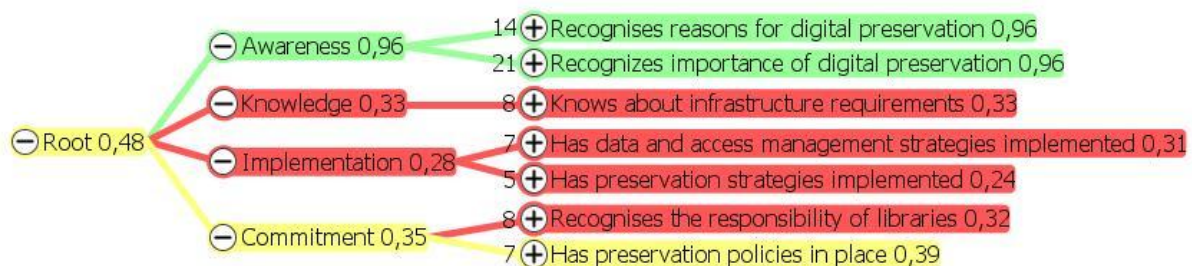 14 Recognises reasons for digital preservation 0,96
Awareness 0,96
21 Recognizes importance of digital preservation 0,96
Knowledge 0,33
8 Knows about infrastructure requirements 0,33
Root 0,48
7 Has data and access management strategies implemented 0,31
Implementation 0,28
5 Has preservation strategies implemented 0,24
8 Recognises the responsibility of libraries 0,32
Commitment 0,35
7 Has preservation policies in place 0,39